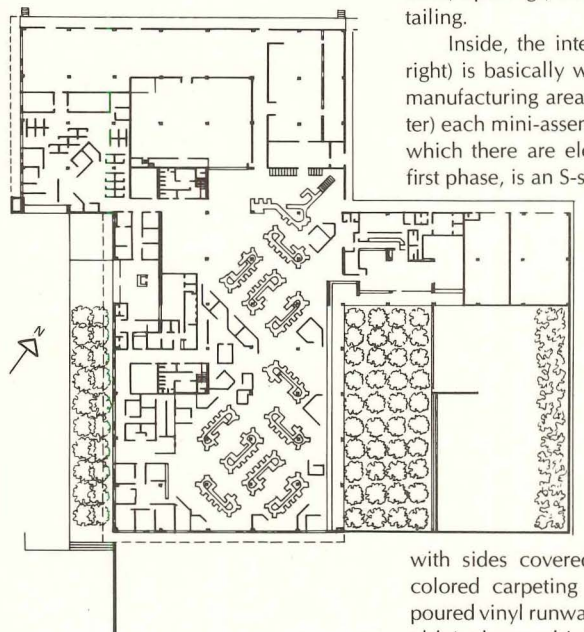 tailing.
Inside, the inte
right) is basically w
manufacturing area
ter) each mini-assem
which there are ele
first phase, is an S-s
N
with sides covered
colored carpeting
poured vinyl runwa